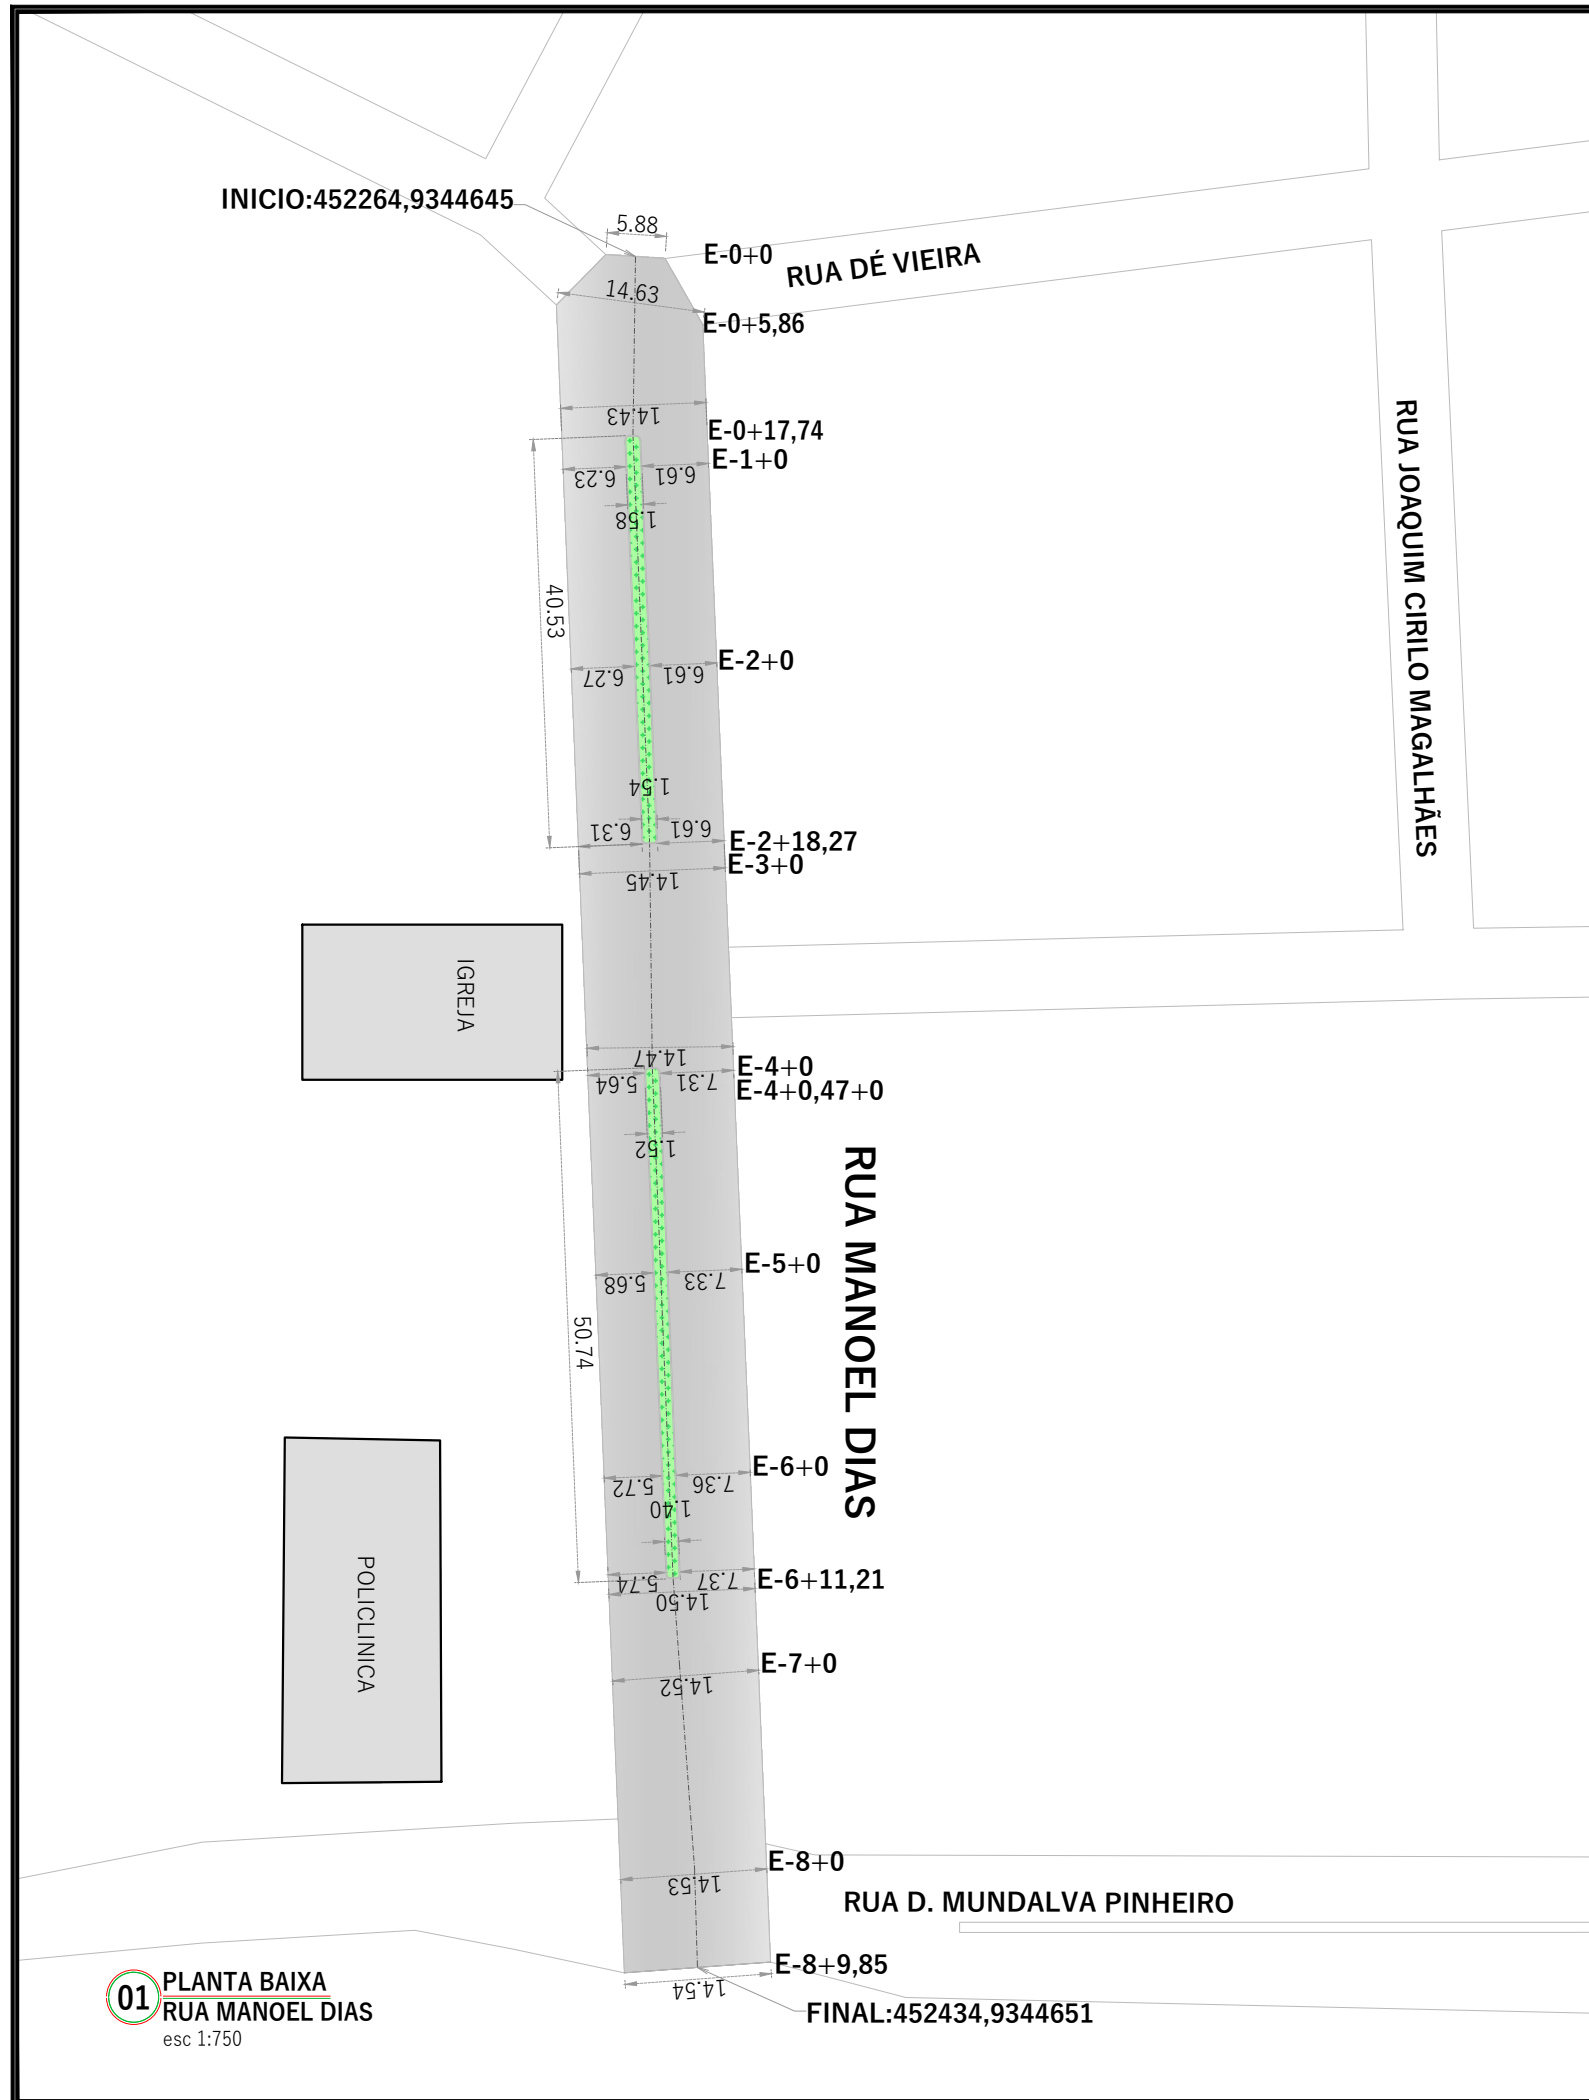 INICIO:452264,9344645
5.88
E-0+0
RUA DÉ VIEIRA
14.63
E-0+5,86
14.43
E-0+17,74
E-1+0
6.23
6.61
1.58
40.53
RUA JOAQUIM CIRILO MAGALHÃES
E-2+0
6.27
6.61
1.54
6.31
6.61
E-2+18,27
E-3+0
14.45
IGREJA
14.47
E-4+0
5.64
7.31
E-4+0,47+0
1.52
RUA MANOEL DIAS
E-5+0
5.68
7.33
50.74
E-6+0
5.72
7.36
1.40
5.74
7.37
E-6+11,21
14.50
POLICLINICA
E-7+0
14.52
E-8+0
14.53
RUA D. MUNDALVA PINHEIRO
E-8+9,85
14.54
FINAL:452434,9344651
01
PLANTA BAIXA
RUA MANOEL DIAS
esc 1:750